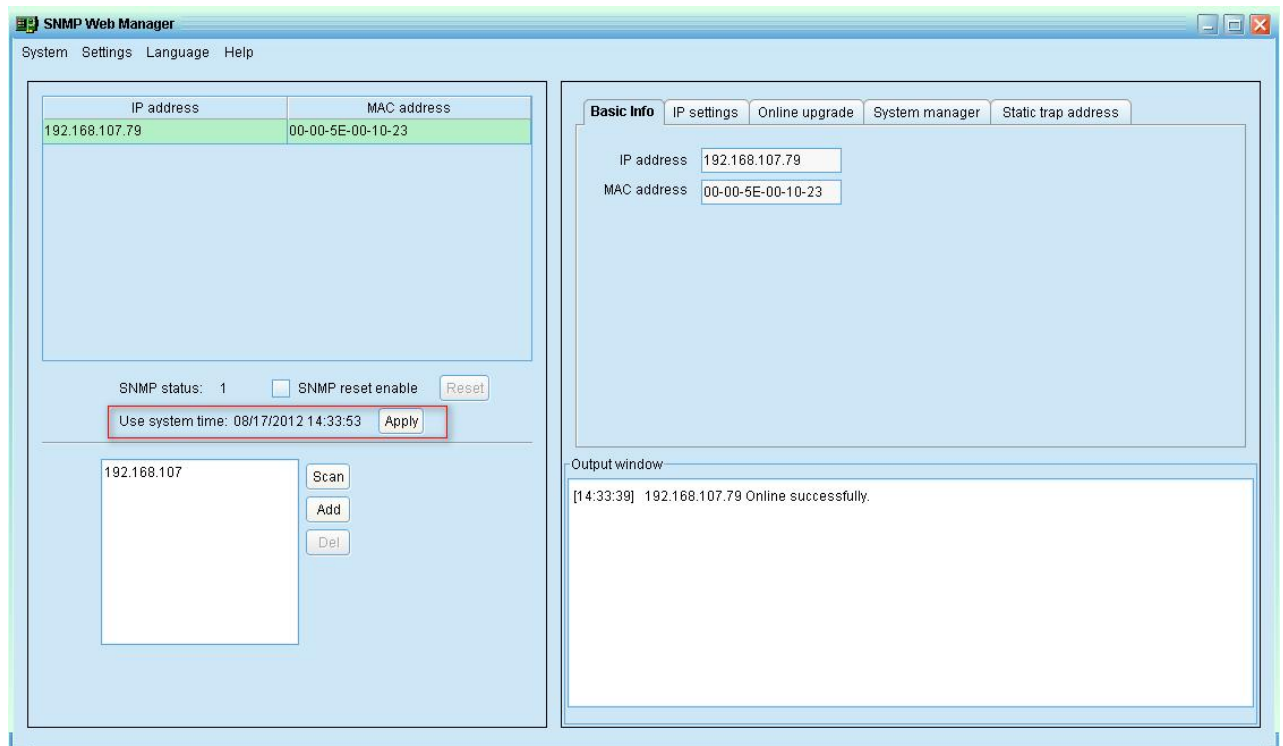 SNMP Web Manager
System Settings Language Help
IP address MAC address
192.168.107.79 00-00-5E-00-10-23
SNMP status: 1 SNMP reset enable Reset
Use system time: 08/17/2012 14:33:53 Apply
192.168.107
Scan
Add
Del
Basic Info IP settings Online upgrade System manager Static trap address
IP address 192.168.107.79
MAC address 00-00-5E-00-10-23
Output window
[14:33:39] 192.168.107.79 Online successfully.